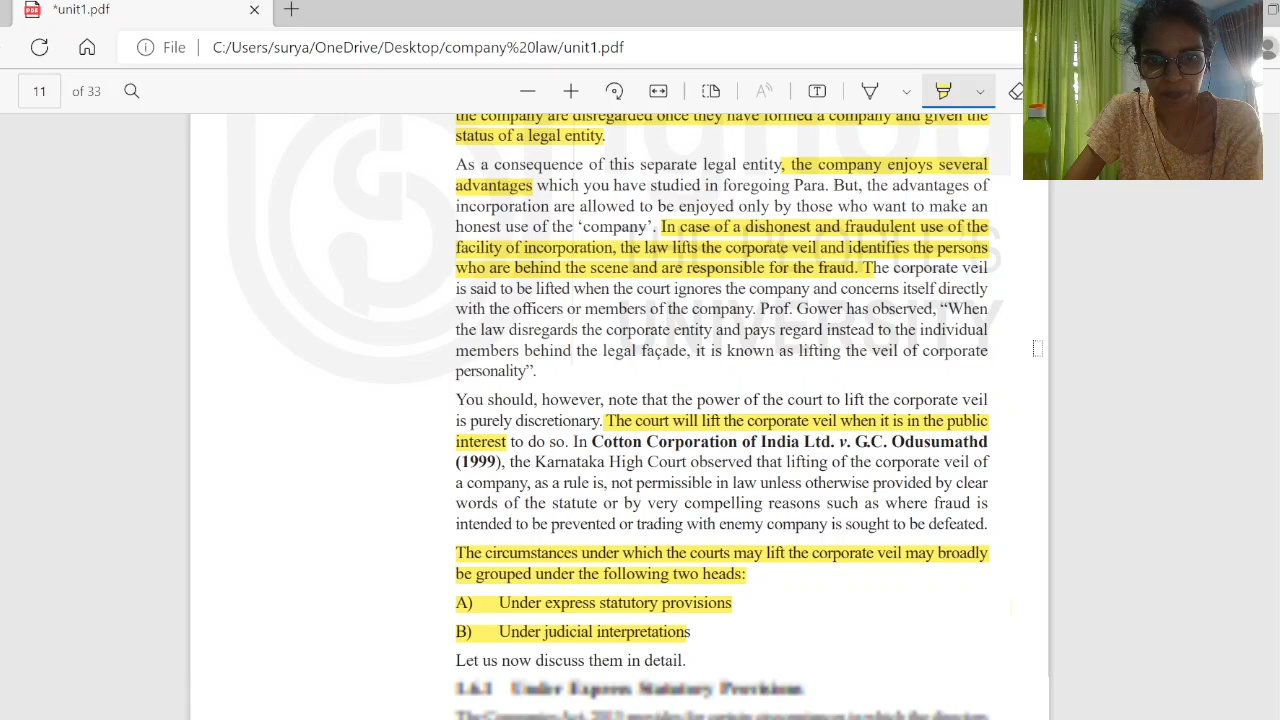 *unit1.pdf
File
C:/Users/surya/OneDrive/Desktop/company%20law/unit1.pdf
11
of 33
the company are disregarded once they have formed a company and given the
status of a legal entity.
As a consequence of this separate legal entity, the company enjoys several
advantages which you have studied in foregoing Para. But, the advantages of
incorporation are allowed to be enjoyed only by those who want to make an
honest use of the ‘company’. In case of a dishonest and fraudulent use of the
facility of incorporation, the law lifts the corporate veil and identifies the persons
who are behind the scene and are responsible for the fraud. The corporate veil
is said to be lifted when the court ignores the company and concerns itself directly
with the officers or members of the company. Prof. Gower has observed, “When
the law disregards the corporate entity and pays regard instead to the individual
members behind the legal façade, it is known as lifting the veil of corporate
personality”.
You should, however, note that the power of the court to lift the corporate veil
is purely discretionary. The court will lift the corporate veil when it is in the public
interest to do so. In Cotton Corporation of India Ltd. v. G.C. Odusumathd
(1999), the Karnataka High Court observed that lifting of the corporate veil of
a company, as a rule is, not permissible in law unless otherwise provided by clear
words of the statute or by very compelling reasons such as where fraud is
intended to be prevented or trading with enemy company is sought to be defeated.
The circumstances under which the courts may lift the corporate veil may broadly
be grouped under the following two heads:
A) Under express statutory provisions
B) Under judicial interpretations
Let us now discuss them in detail.
1.6.1 Under Express Statutory Provisions
UNIVERSITY